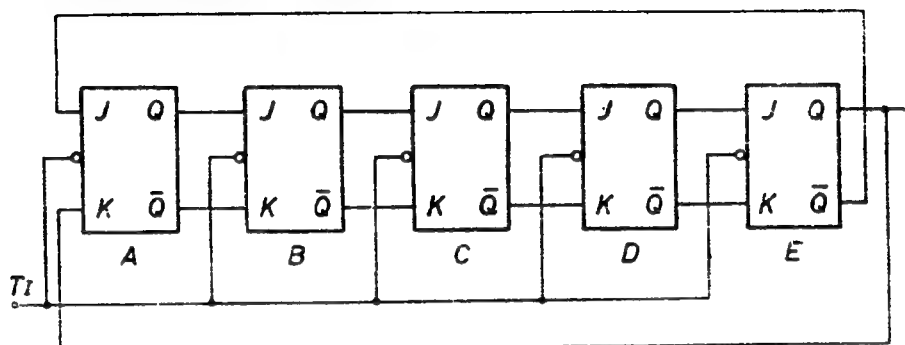 J Q J Q J Q J Q J Q
K Q̅ K Q̅ K Q̅ K Q̅ K Q̅
A B C D E
TI